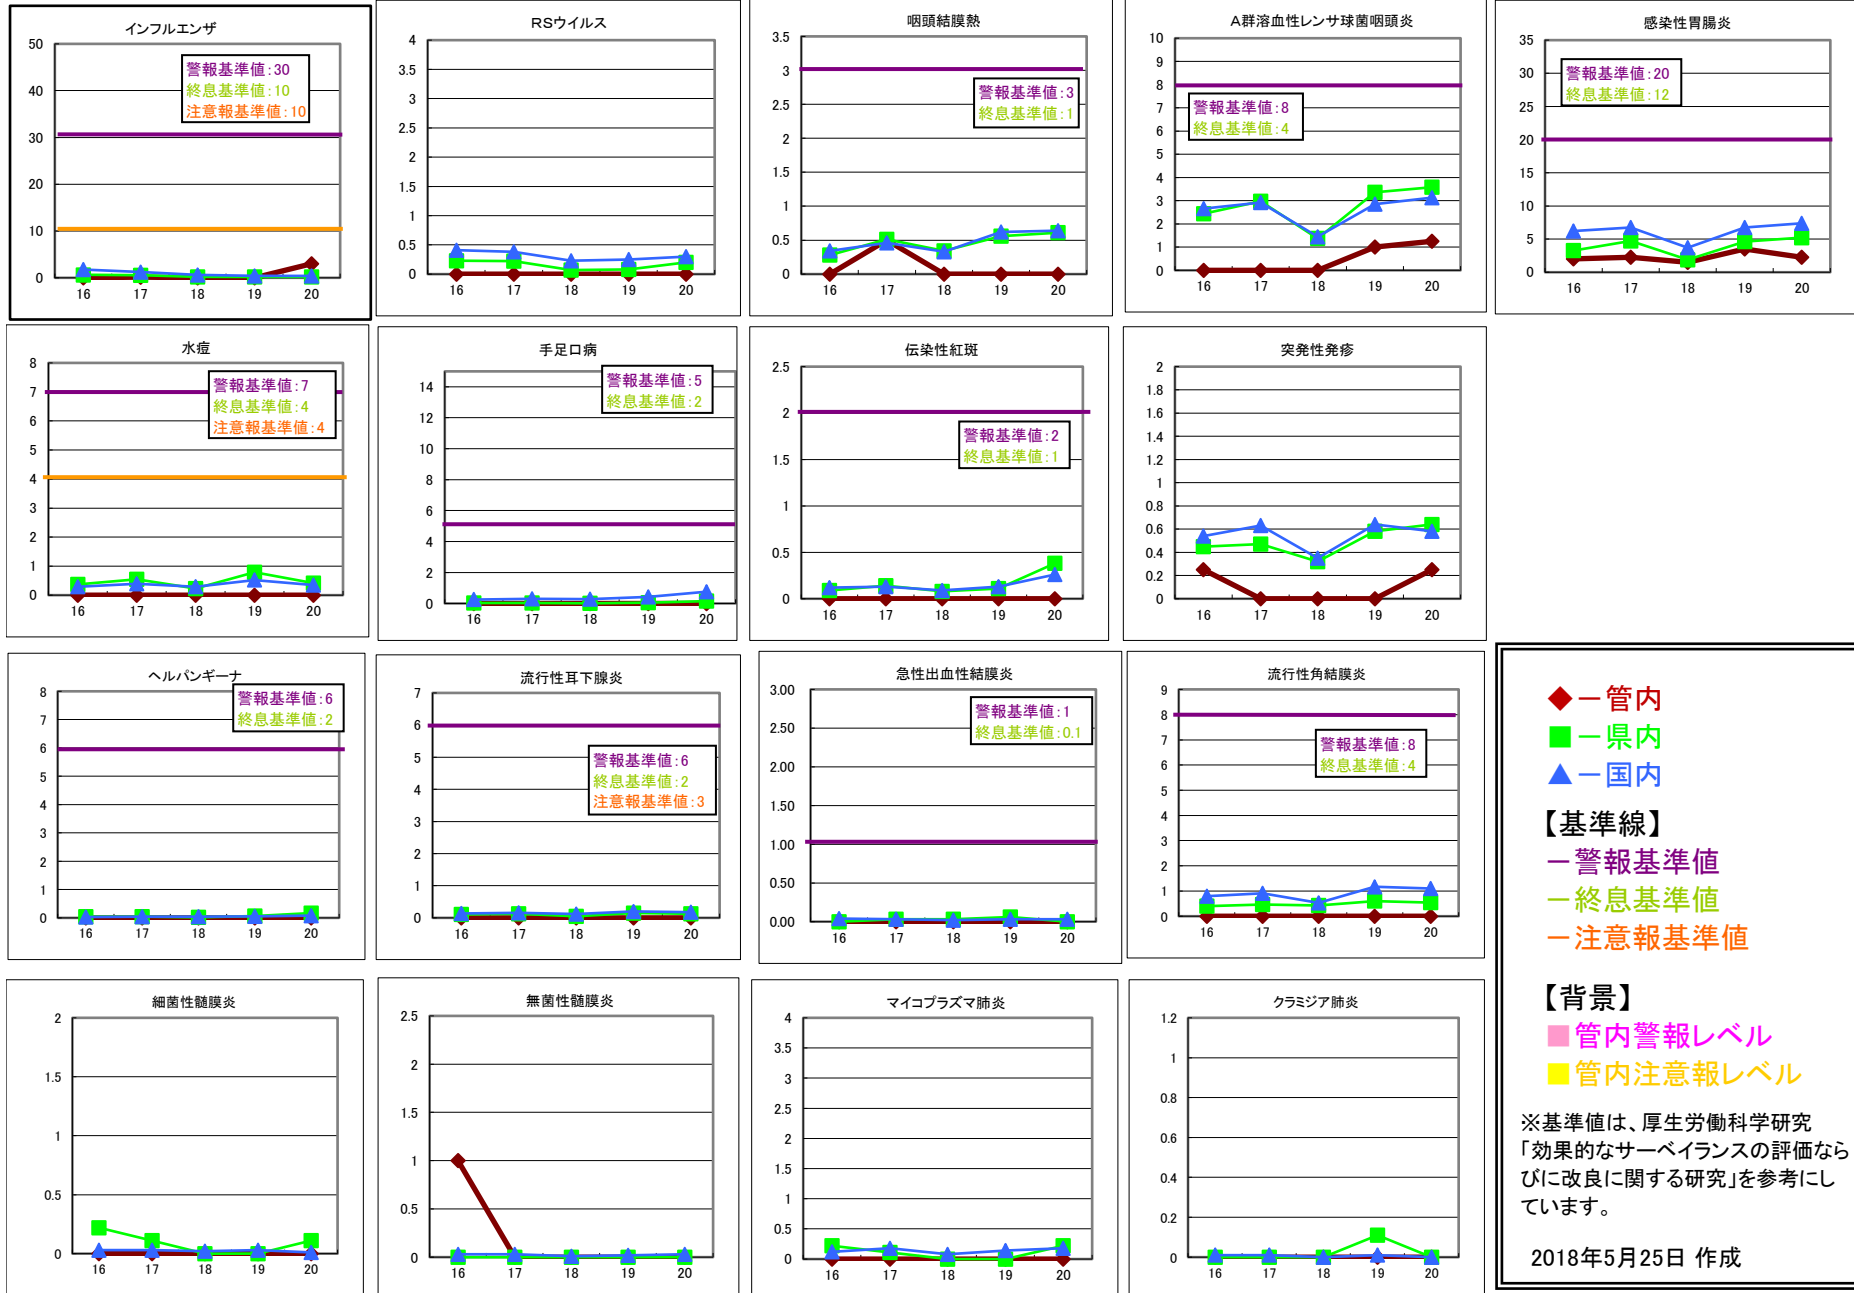 インフルエンザ
50
40
30
20
10
0
16 17 18 19 20
警報基準値:30
終息基準値:10
注意報基準値:10
RSウイルス
4
3.5
3
2.5
2
1.5
1
0.5
0
16 17 18 19 20
咽頭結膜熱
3.5
3
2.5
2
1.5
1
0.5
0
16 17 18 19 20
警報基準値:3
終息基準値:1
A群溶血性レンサ球菌咽頭炎
10
9
8
7
6
5
4
3
2
1
0
16 17 18 19 20
警報基準値:8
終息基準値:4
感染性胃腸炎
35
30
25
20
15
10
5
0
16 17 18 19 20
警報基準値:20
終息基準値:12
水痘
8
7
6
5
4
3
2
1
0
16 17 18 19 20
警報基準値:7
終息基準値:4
注意報基準値:4
手足口病
14
12
10
8
6
4
2
0
16 17 18 19 20
警報基準値:5
終息基準値:2
伝染性紅斑
2.5
2
1.5
1
0.5
0
16 17 18 19 20
警報基準値:2
終息基準値:1
突発性発疹
2
1.8
1.6
1.4
1.2
1
0.8
0.6
0.4
0.2
0
16 17 18 19 20
ヘルパンギーナ
8
7
6
5
4
3
2
1
0
16 17 18 19 20
警報基準値:6
終息基準値:2
流行性耳下腺炎
7
6
5
4
3
2
1
0
16 17 18 19 20
警報基準値:6
終息基準値:2
注意報基準値:3
急性出血性結膜炎
3.00
2.50
2.00
1.50
1.00
0.50
0.00
16 17 18 19 20
警報基準値:1
終息基準値:0.1
流行性角結膜炎
9
8
7
6
5
4
3
2
1
0
16 17 18 19 20
警報基準値:8
終息基準値:4
細菌性髄膜炎
2
1.5
1
0.5
0
16 17 18 19 20
無菌性髄膜炎
2.5
2
1.5
1
0.5
0
16 17 18 19 20
マイコプラズマ肺炎
4
3.5
3
2.5
2
1.5
1
0.5
0
16 17 18 19 20
クラミジア肺炎
1.2
1
0.8
0.6
0.4
0.2
0
16 17 18 19 20
―管内
―県内
―国内
【基準線】
―警報基準値
―終息基準値
―注意報基準値
【背景】
管内警報レベル
管内注意報レベル
※基準値は、厚生労働科学研究
「効果的なサーベイランスの評価なら
びに改良に関する研究」を参考にし
ています。
2018年5月25日 作成